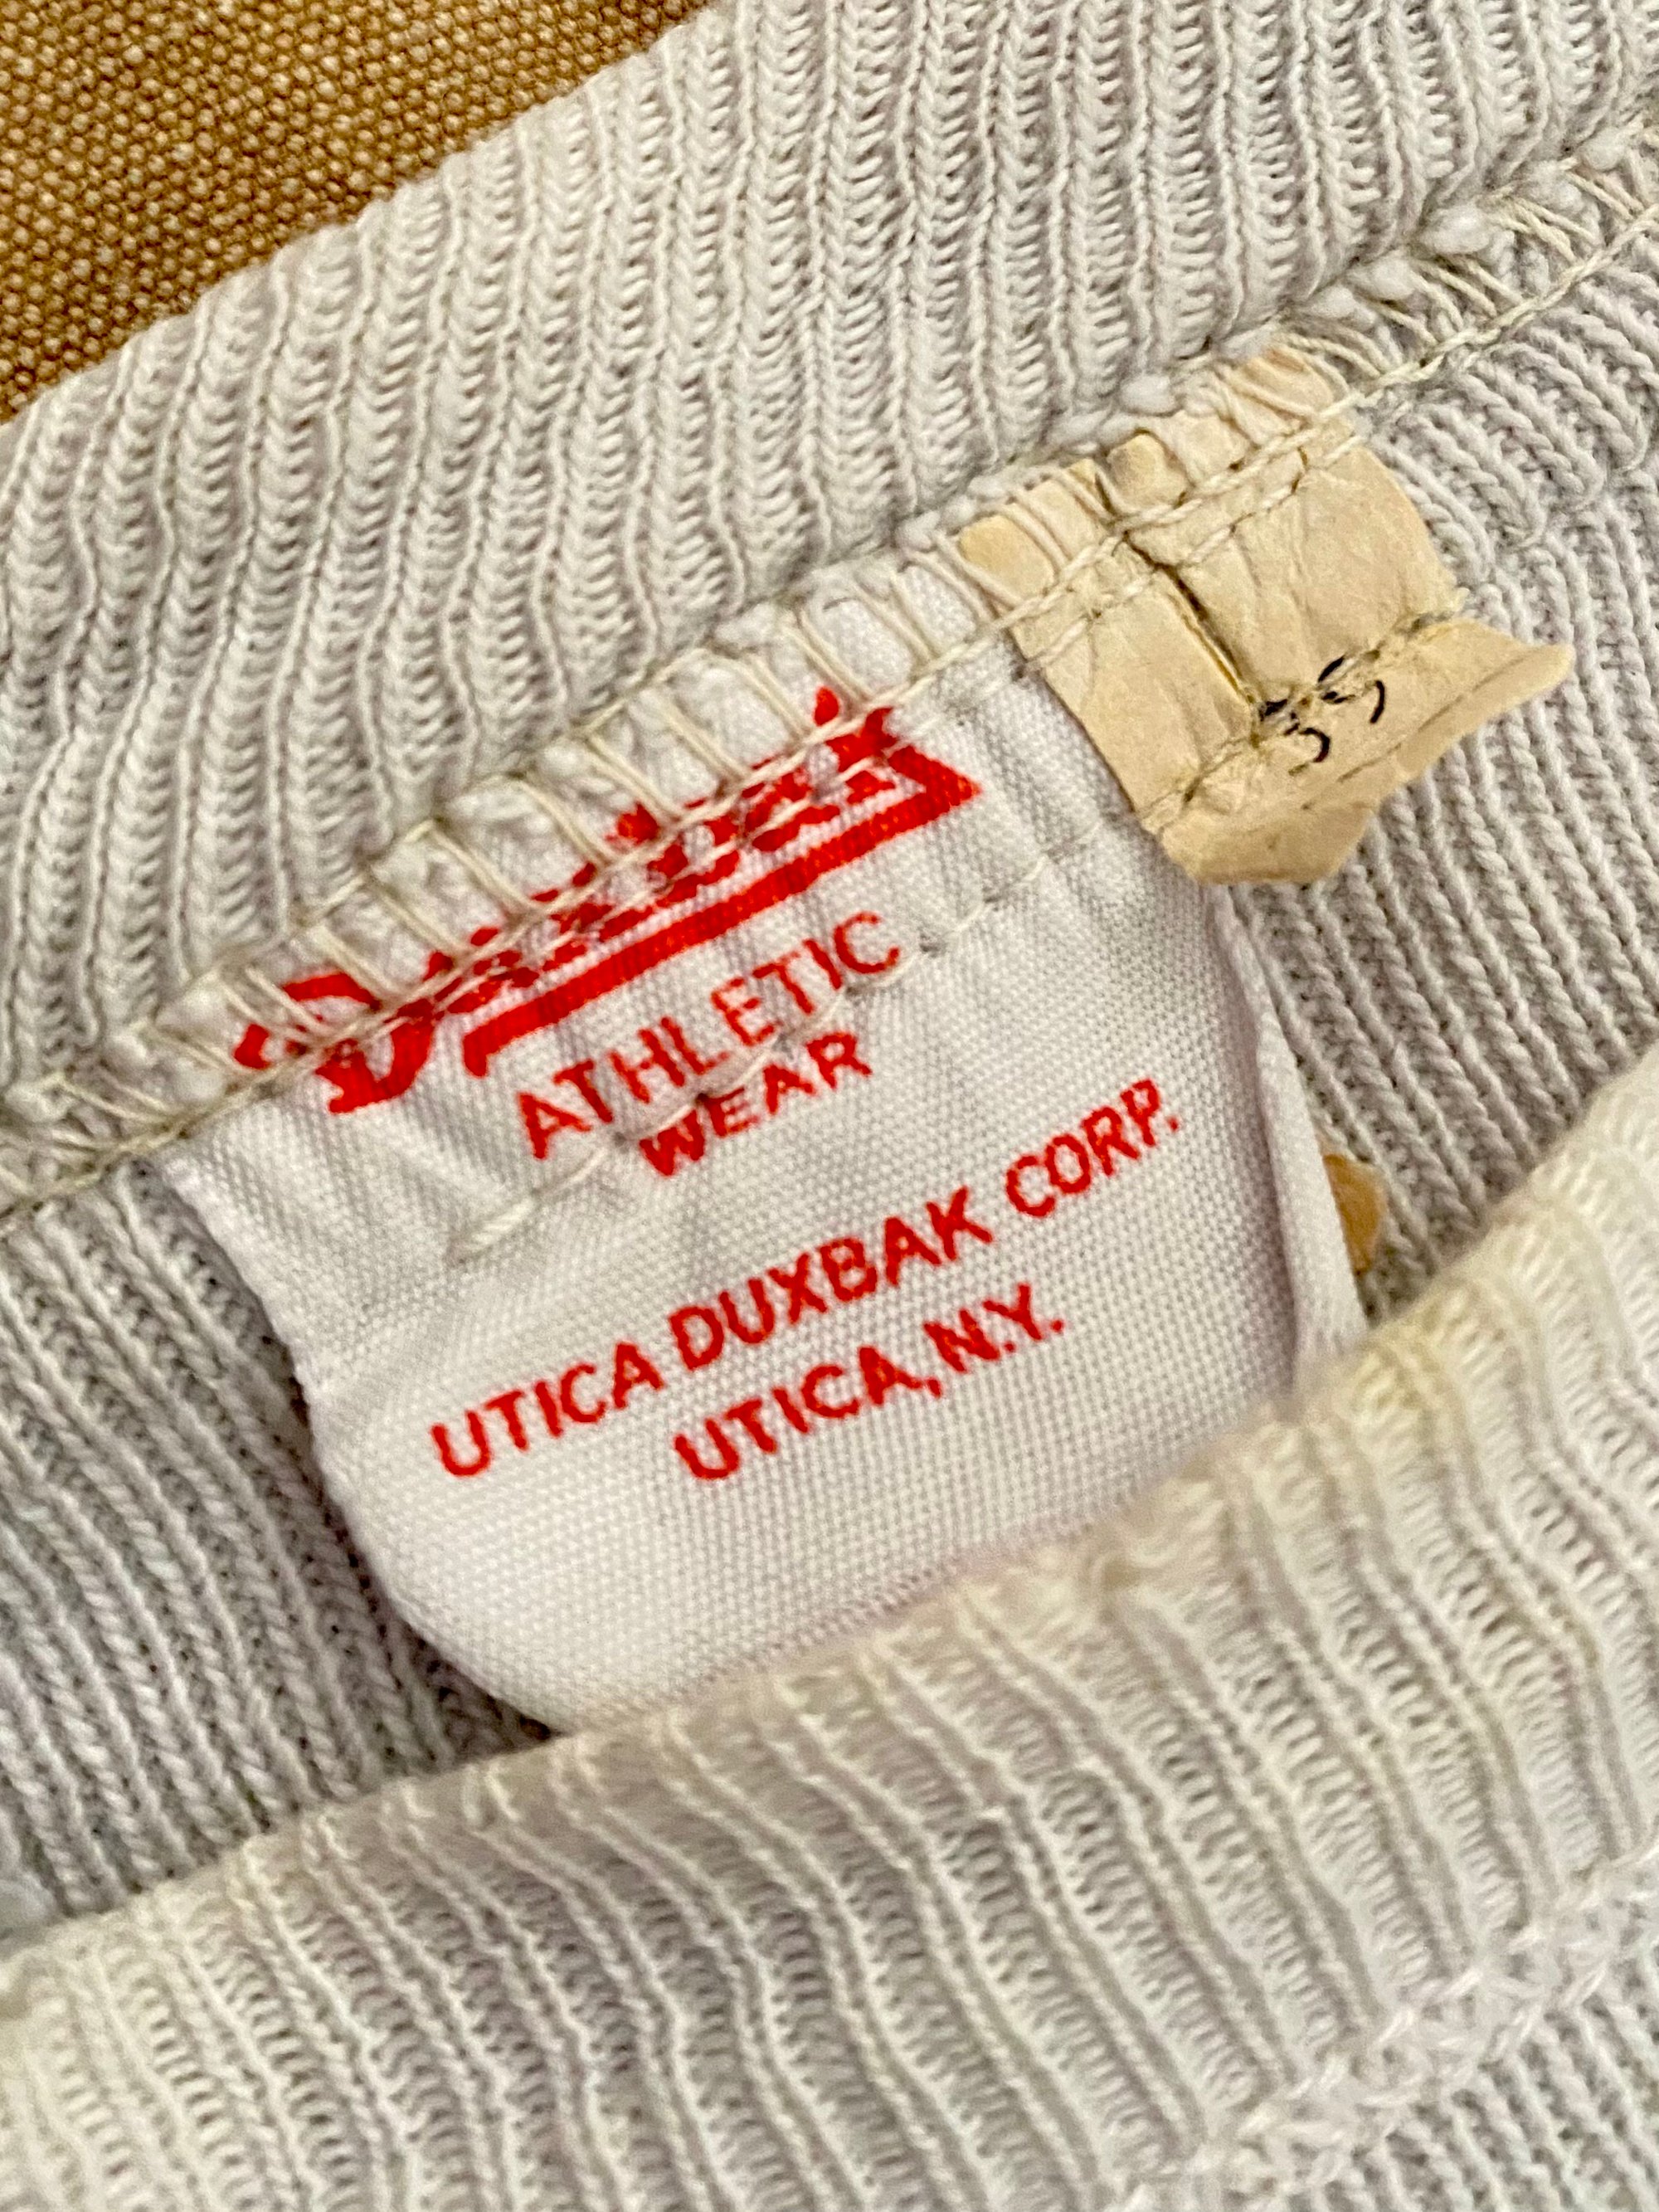 ATHLETIC
WEAR
UTICA DUXBAK CORP.
UTICA, N.Y.